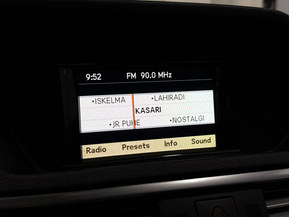 9:52 FM 90.0 MHz
•ISKELMA •LAHIRADI
KASARI
•JR PUHE •NOSTALGI
Radio Presets Info Sound